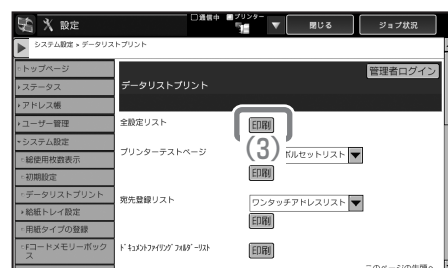 設定
通信中
プリンター
閉じる
ジョブ状況
システム設定
データリストプリント
トップページ
ステータス
アドレス帳
ユーザー管理
システム設定
総使用枚数表示
初期設定
データリストプリント
給紙トレイ設定
用紙タイプの登録
Fコードメモリーボック
ス
管理者ログイン
データリストプリント
全設定リスト
印刷
(3)
プリンターテストページ
ボルセットリスト
印刷
宛先登録リスト
ワンタッチアドレスリスト
印刷
ドキュメントファイリング フォルダーリスト
印刷